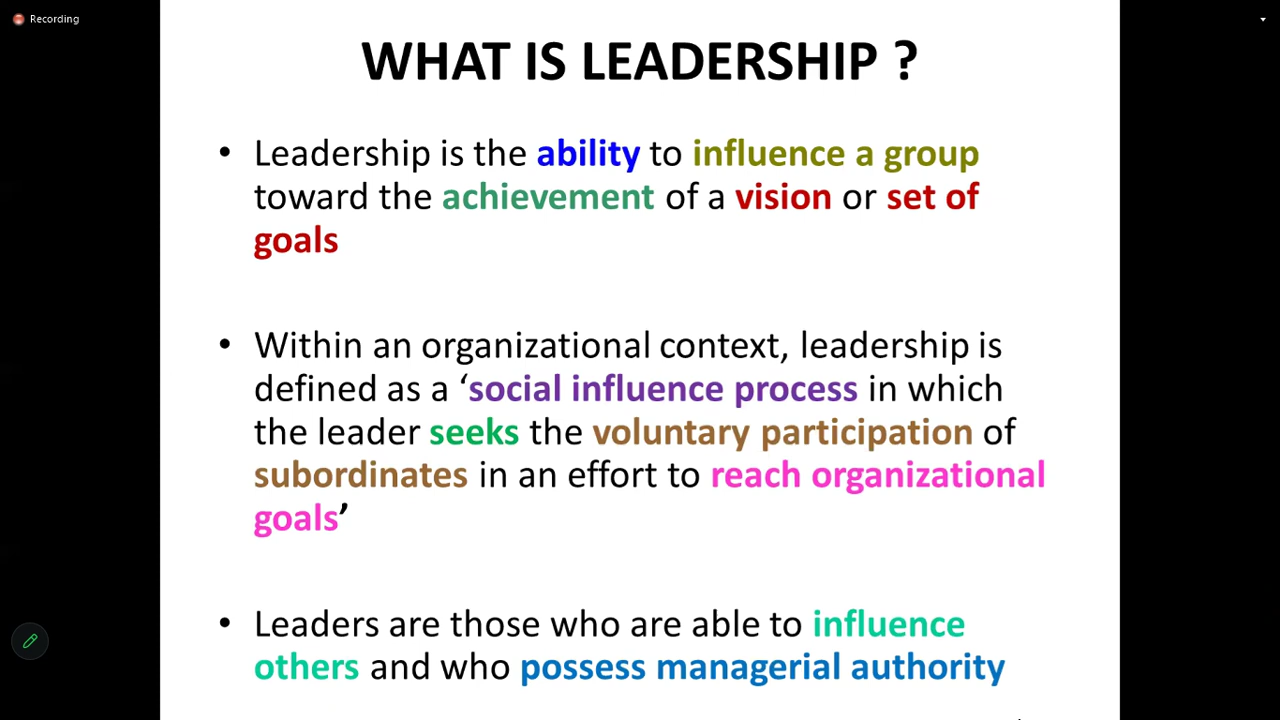 Recording
WHAT IS LEADERSHIP ?
• Leadership is the ability to influence a group
toward the achievement of a vision or set of
goals
• Within an organizational context, leadership is
defined as a ‘social influence process in which
the leader seeks the voluntary participation of
subordinates in an effort to reach organizational
goals’
• Leaders are those who are able to influence
others and who possess managerial authority